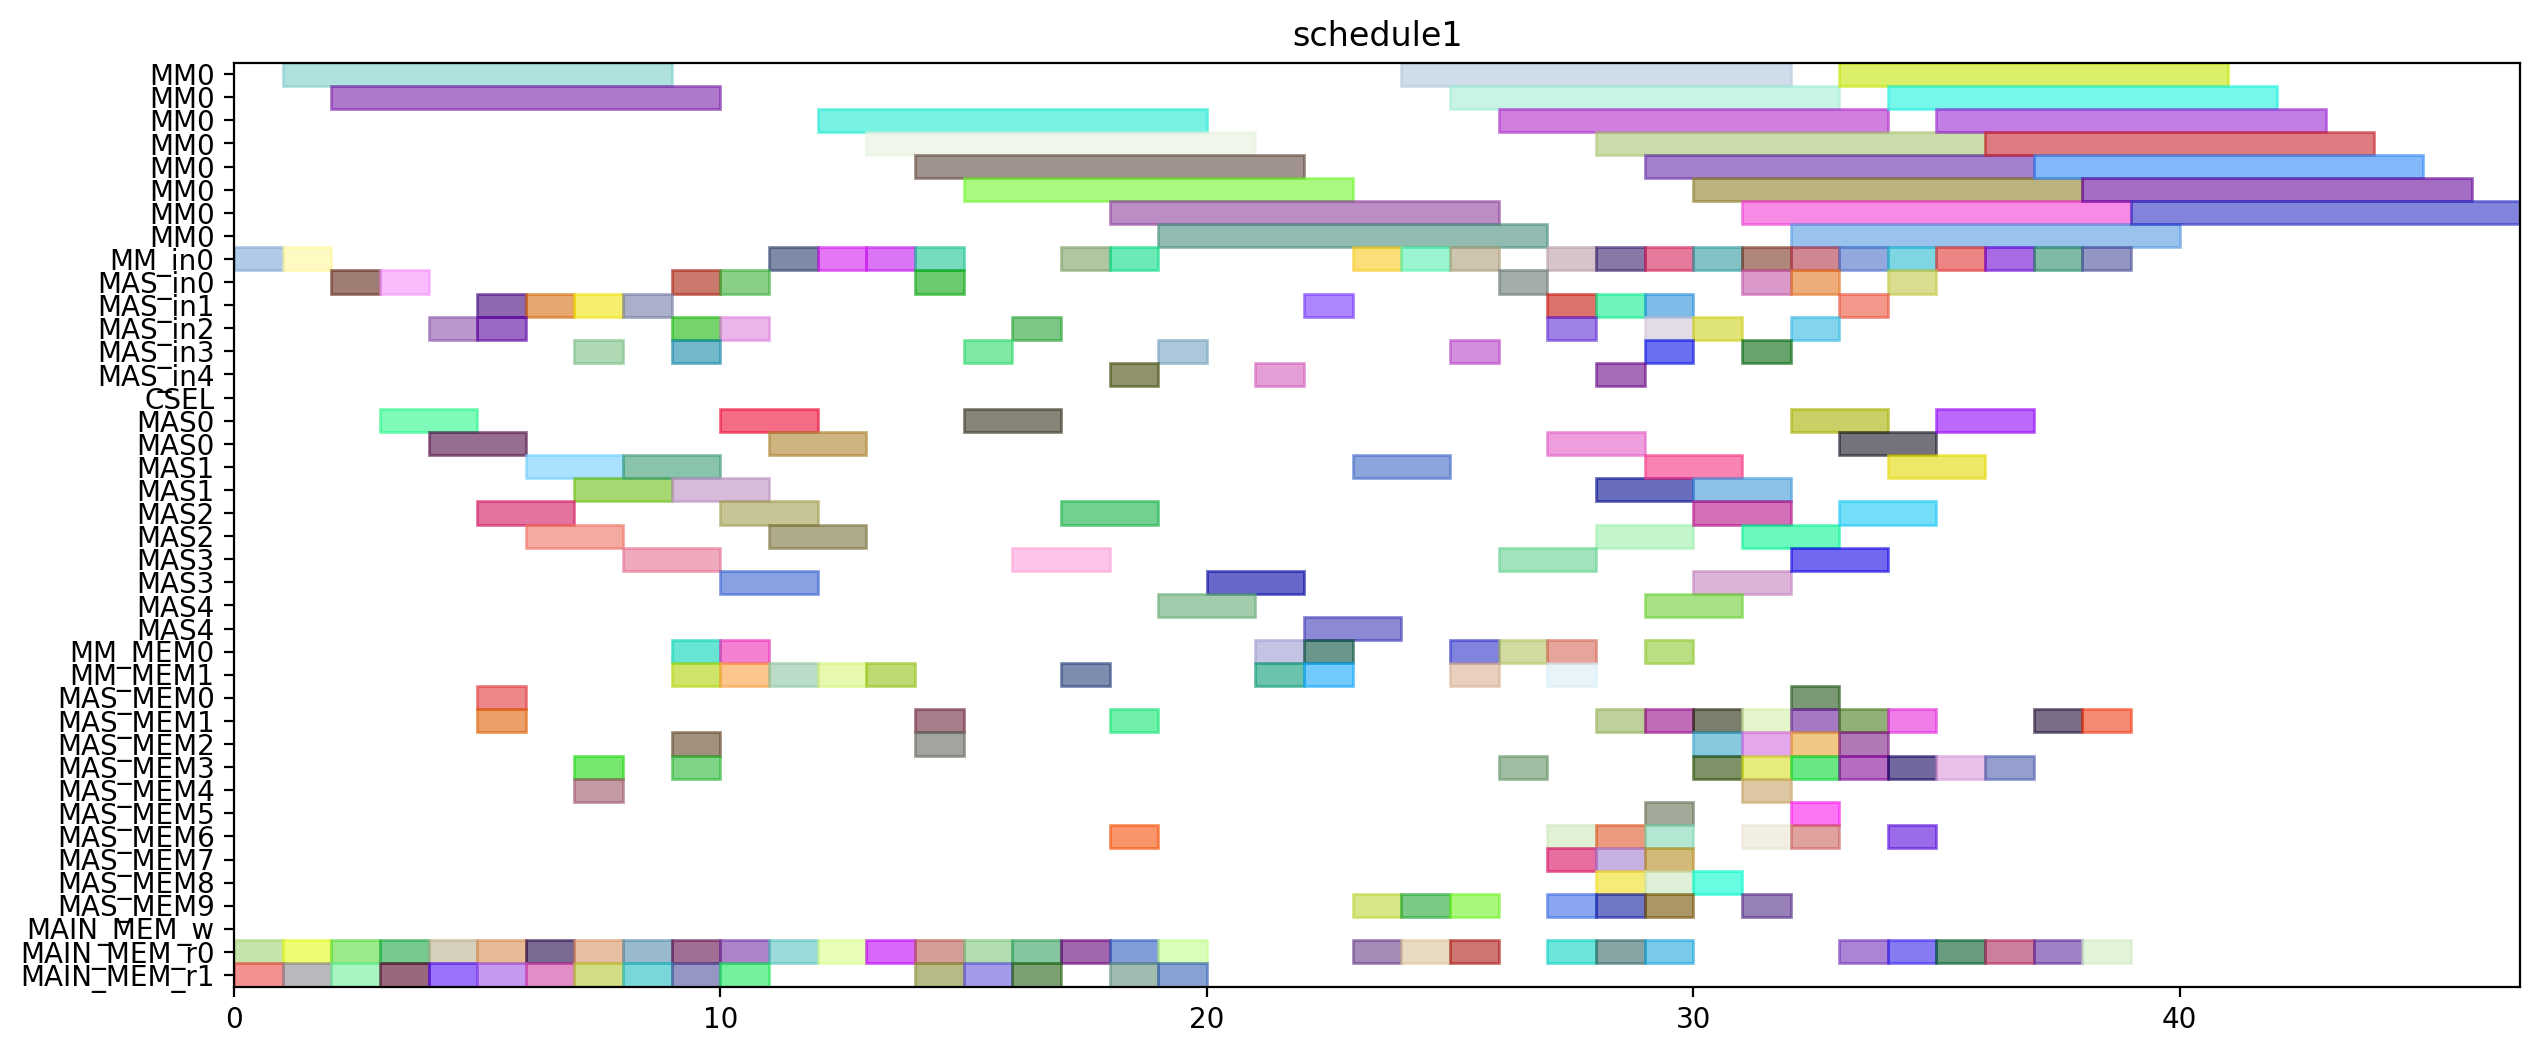 schedule1
MM0
MM0
MM0
MM0
MM0
MM0
MM0
MM0
MM_in0
MAS_in0
MAS_in1
MAS_in2
MAS_in3
MAS_in4
CSEL
MAS0
MAS0
MAS1
MAS1
MAS2
MAS2
MAS3
MAS3
MAS4
MAS4
MM_MEM0
MM_MEM1
MAS_MEM0
MAS_MEM1
MAS_MEM2
MAS_MEM3
MAS_MEM4
MAS_MEM5
MAS_MEM6
MAS_MEM7
MAS_MEM8
MAS_MEM9
MAIN_MEM_w
MAIN_MEM_r0
MAIN_MEM_r1
0 10 20 30 40